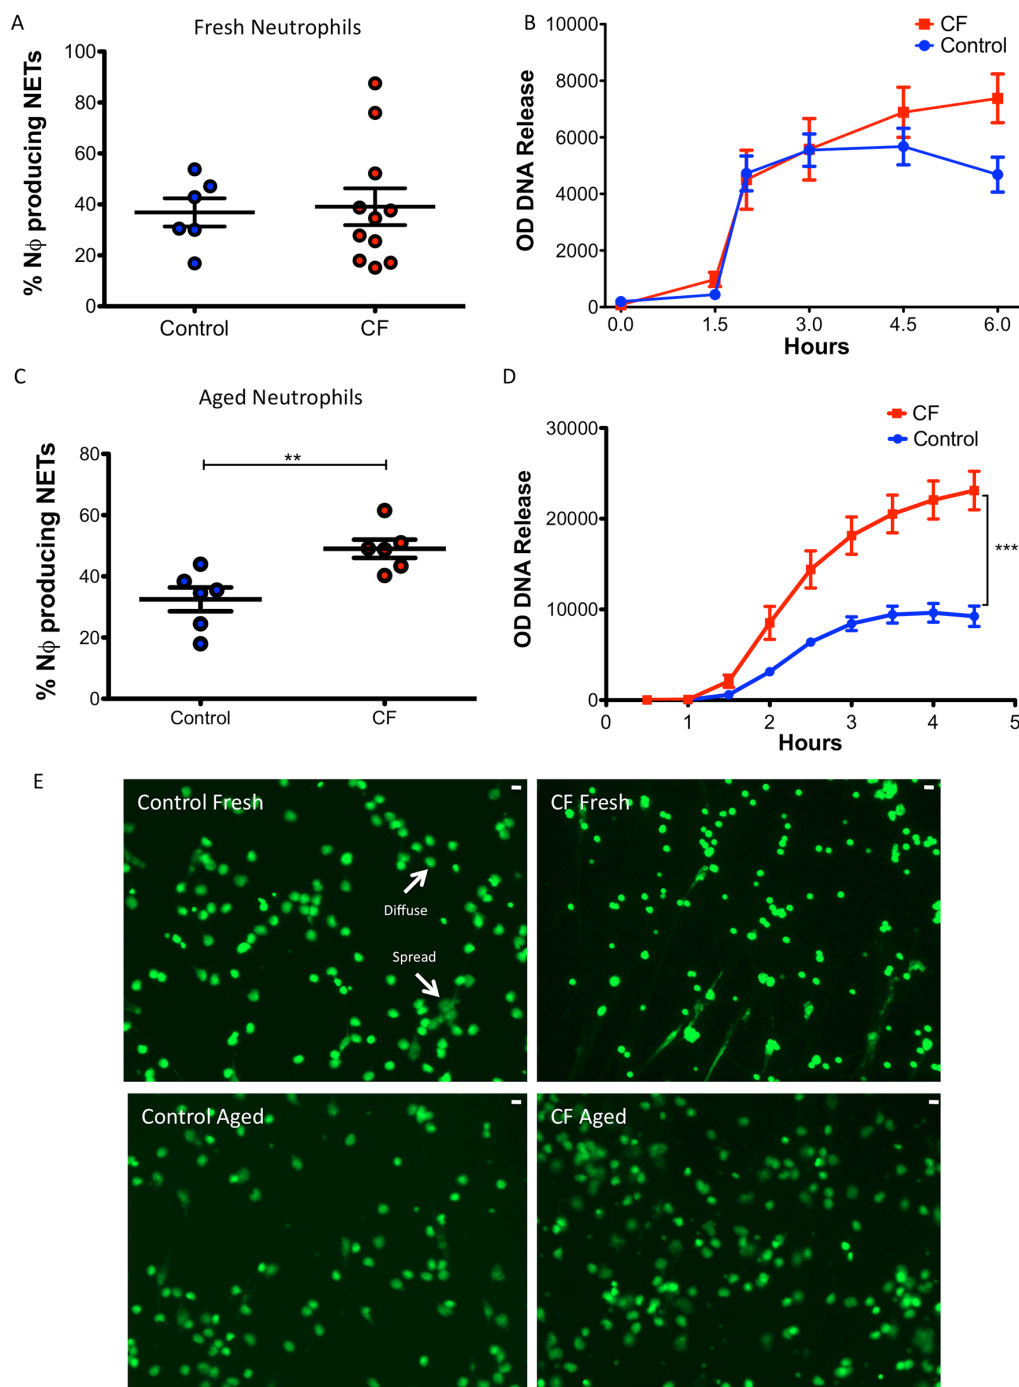 A
Fresh Neutrophils
% Nϕ producing NETs
100
80
60
40
20
0
Control
CF
B
CF
Control
OD DNA Release
10000
8000
6000
4000
2000
0
0.0
1.5
3.0
4.5
6.0
Hours
C
Aged Neutrophils
% Nϕ producing NETs
80
60
40
20
0
**
Control
CF
D
CF
Control
OD DNA Release
30000
20000
10000
0
***
0
1
2
3
4
5
Hours
E
Control Fresh
Diffuse
Spread
CF Fresh
Control Aged
CF Aged